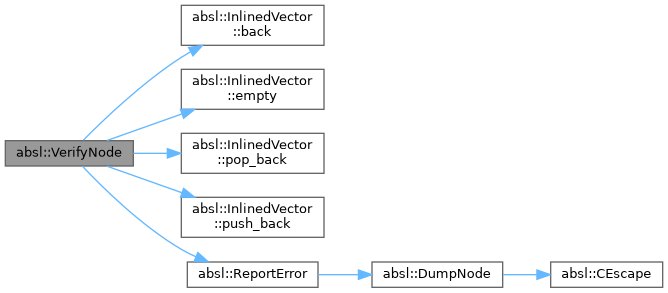 absl::InlinedVector
::back
absl::InlinedVector
::empty
absl::VerifyNode
absl::InlinedVector
::pop_back
absl::InlinedVector
::push_back
absl::ReportError
absl::DumpNode
absl::CEscape